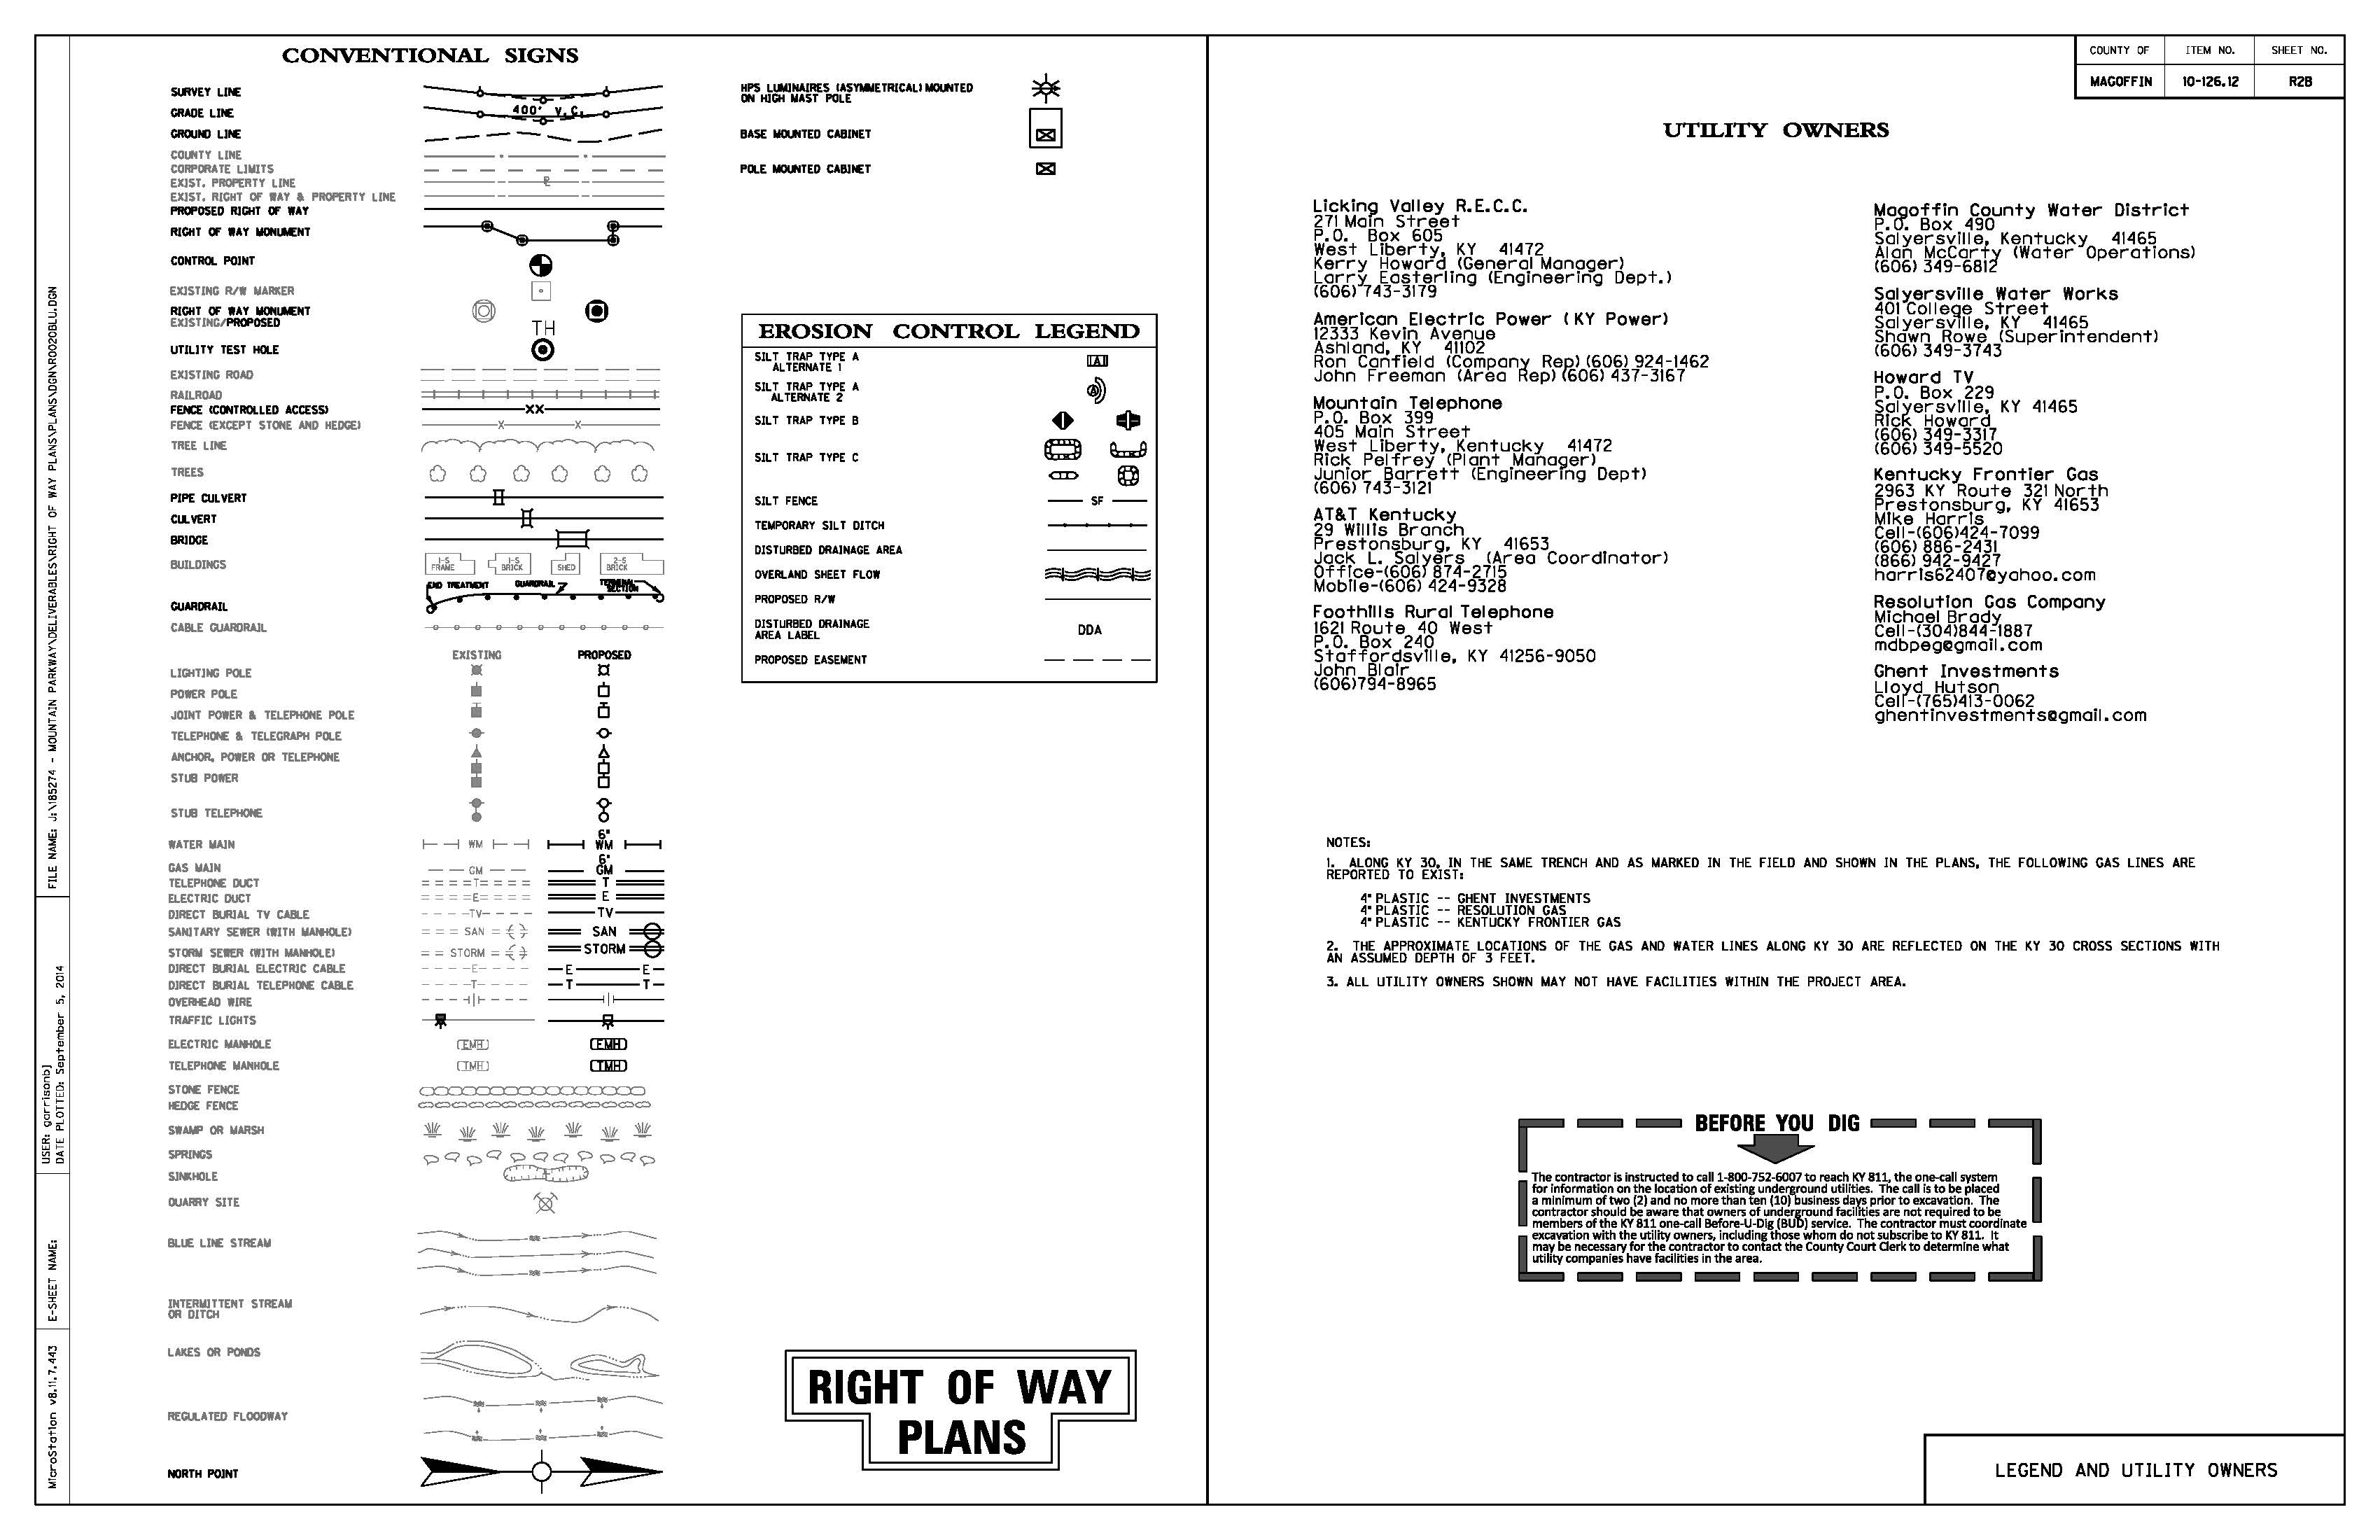 CONVENTIONAL SIGNS
SURVEY LINE
GRADE LINE
400' V.C.
GROUND LINE
COUNTY LINE
CORPORATE LIMITS
EXIST. PROPERTY LINE
EXIST. RIGHT OF WAY & PROPERTY LINE
PROPOSED RIGHT OF WAY
RIGHT OF WAY MONUMENT
CONTROL POINT
EXISTING R/W MARKER
RIGHT OF WAY MONUMENT
EXISTING/PROPOSED
TH
UTILITY TEST HOLE
EXISTING ROAD
RAILROAD
FENCE (CONTROLLED ACCESS)
XX
FENCE (EXCEPT STONE AND HEDGE)
X X
TREE LINE
TREES
PIPE CULVERT
CULVERT
BRIDGE
BUILDINGS
1-S FRAME 1-S BRICK SHED 2-S BRICK
END TREATMENT GUARDRAIL TERMINAL SECTION
GUARDRAIL
CABLE GUARDRAIL
EXISTING PROPOSED
LIGHTING POLE
POWER POLE
JOINT POWER & TELEPHONE POLE
TELEPHONE & TELEGRAPH POLE
ANCHOR, POWER OR TELEPHONE
STUB POWER
STUB TELEPHONE
WATER MAIN WM 6" WM
GAS MAIN GM 6" GM
TELEPHONE DUCT T T
ELECTRIC DUCT E E
DIRECT BURIAL TV CABLE TV TV
SANITARY SEWER (WITH MANHOLE) SAN SAN
STORM SEWER (WITH MANHOLE) STORM STORM
DIRECT BURIAL ELECTRIC CABLE E E E
DIRECT BURIAL TELEPHONE CABLE T T T
OVERHEAD WIRE
TRAFFIC LIGHTS
ELECTRIC MANHOLE EMH EMH
TELEPHONE MANHOLE TMH TMH
STONE FENCE
HEDGE FENCE
SWAMP OR MARSH
SPRINGS
SINKHOLE
QUARRY SITE
BLUE LINE STREAM
INTERMITTENT STREAM
OR DITCH
LAKES OR PONDS
REGULATED FLOODWAY
NORTH POINT
HPS LUMINAIRES (ASYMMETRICAL) MOUNTED
ON HIGH MAST POLE
BASE MOUNTED CABINET
POLE MOUNTED CABINET
EROSION CONTROL LEGEND
SILT TRAP TYPE A
ALTERNATE 1
A
SILT TRAP TYPE A
ALTERNATE 2
A
SILT TRAP TYPE B
SILT TRAP TYPE C
SILT FENCE SF
TEMPORARY SILT DITCH
DISTURBED DRAINAGE AREA
OVERLAND SHEET FLOW
PROPOSED R/W
DISTURBED DRAINAGE
AREA LABEL
DDA
PROPOSED EASEMENT
RIGHT OF WAY
PLANS
COUNTY OF ITEM NO. SHEET NO.
MAGOFFIN 10-126.12 R2B
UTILITY OWNERS
Licking Valley R.E.C.C.
271 Main Street
P.O. Box 605
West Liberty, KY 41472
Kerry Howard (General Manager)
Larry Easterling (Engineering Dept.)
(606) 743-3179
American Electric Power ( KY Power)
12333 Kevin Avenue
Ashland, KY 41102
Ron Canfield (Company Rep) (606) 924-1462
John Freeman (Area Rep) (606) 437-3167
Mountain Telephone
P.O. Box 399
405 Main Street
West Liberty, Kentucky 41472
Rick Pelfrey (Plant Manager)
Junior Barrett (Engineering Dept)
(606) 743-3121
AT&T Kentucky
29 Willis Branch
Prestonsburg, KY 41653
Jack L. Salyers (Area Coordinator)
Office-(606) 874-2715
Mobile-(606) 424-9328
Foothills Rural Telephone
1621 Route 40 West
P.O. Box 240
Staffordsville, KY 41256-9050
John Blair
(606)794-8965
Magoffin County Water District
P.O. Box 490
Salyersville, Kentucky 41465
Alan McCarty (Water Operations)
(606) 349-6812
Salyersville Water Works
401 College Street
Salyersville, KY 41465
Shawn Rowe (Superintendent)
(606) 349-3743
Howard TV
P.O. Box 229
Salyersville, KY 41465
Rick Howard
(606) 349-3317
(606) 349-5520
Kentucky Frontier Gas
2963 KY Route 321 North
Prestonsburg, KY 41653
Mike Harris
Cell-(606)424-7099
(606) 886-2431
(866) 942-9427
harris62407@yahoo.com
Resolution Gas Company
Michael Brady
Cell-(304)844-1887
mdbpeg@gmail.com
Ghent Investments
Lloyd Hutson
Cell-(765)413-0062
ghentinvestments@gmail.com
NOTES:
1. ALONG KY 30, IN THE SAME TRENCH AND AS MARKED IN THE FIELD AND SHOWN IN THE PLANS, THE FOLLOWING GAS LINES ARE
REPORTED TO EXIST:
4" PLASTIC -- GHENT INVESTMENTS
4" PLASTIC -- RESOLUTION GAS
4" PLASTIC -- KENTUCKY FRONTIER GAS
2. THE APPROXIMATE LOCATIONS OF THE GAS AND WATER LINES ALONG KY 30 ARE REFLECTED ON THE KY 30 CROSS SECTIONS WITH
AN ASSUMED DEPTH OF 3 FEET.
3. ALL UTILITY OWNERS SHOWN MAY NOT HAVE FACILITIES WITHIN THE PROJECT AREA.
BEFORE YOU DIG
The contractor is instructed to call 1-800-752-6007 to reach KY 811, the one-call system
for information on the location of existing underground utilities. The call is to be placed
a minimum of two (2) and no more than ten (10) business days prior to excavation. The
contractor should be aware that owners of underground facilities are not required to be
members of the KY 811 one-call Before-U-Dig (BUD) service. The contractor must coordinate
excavation with the utility owners, including those whom do not subscribe to KY 811. It
may be necessary for the contractor to contact the County Court Clerk to determine what
utility companies have facilities in the area.
LEGEND AND UTILITY OWNERS
FILE NAME: J:\185274 - MOUNTAIN PARKWAY\DELIVERABLES\RIGHT OF WAY PLANS\PLANS\DGN\R0020BLU.DGN
USER: garrisonbj
DATE PLOTTED: September 5, 2014
E-SHEET NAME:
MicroStation v8.11.7.443